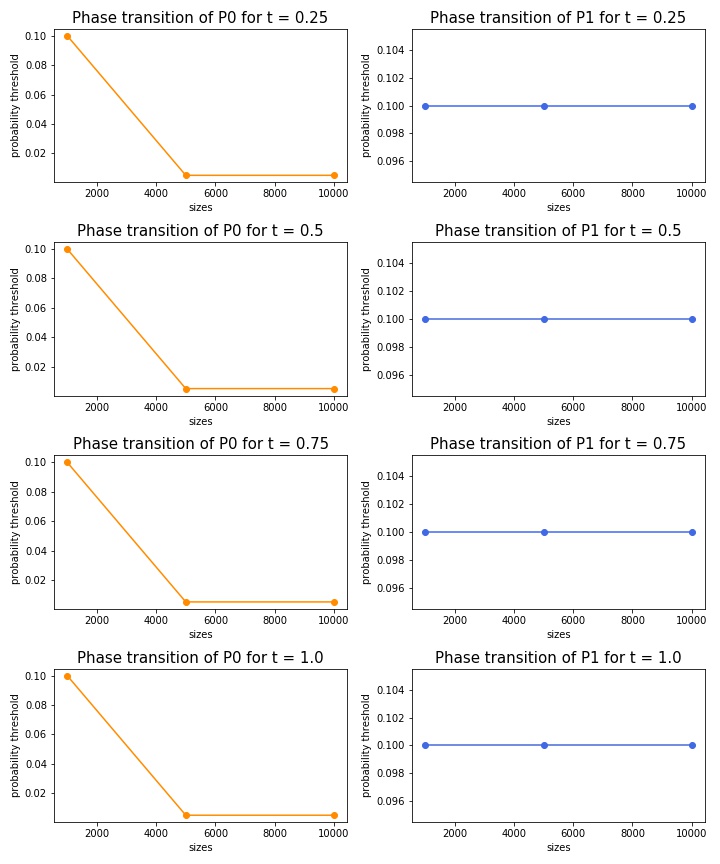 Phase transition of P0 for t = 0.25
probability threshold
0.10
0.08
0.06
0.04
0.02
2000 4000 6000 8000 10000
sizes
Phase transition of P1 for t = 0.25
probability threshold
0.104
0.102
0.100
0.098
0.096
2000 4000 6000 8000 10000
sizes
Phase transition of P0 for t = 0.5
probability threshold
0.10
0.08
0.06
0.04
0.02
2000 4000 6000 8000 10000
sizes
Phase transition of P1 for t = 0.5
probability threshold
0.104
0.102
0.100
0.098
0.096
2000 4000 6000 8000 10000
sizes
Phase transition of P0 for t = 0.75
probability threshold
0.10
0.08
0.06
0.04
0.02
2000 4000 6000 8000 10000
sizes
Phase transition of P1 for t = 0.75
probability threshold
0.104
0.102
0.100
0.098
0.096
2000 4000 6000 8000 10000
sizes
Phase transition of P0 for t = 1.0
probability threshold
0.10
0.08
0.06
0.04
0.02
2000 4000 6000 8000 10000
sizes
Phase transition of P1 for t = 1.0
probability threshold
0.104
0.102
0.100
0.098
0.096
2000 4000 6000 8000 10000
sizes